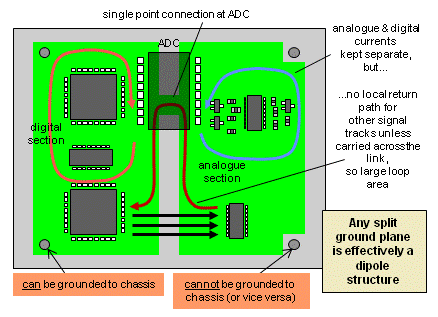 single point connection at ADC
ADC
analogue & digital
currents
kept separate,
but...
...no local return
path for
other signal
tracks unless
carried across the
link,
so large loop
area
digital
section
analogue
section
Any split
ground plane
is effectively a
dipole
structure
can be grounded to chassis
cannot be grounded to
chassis (or vice versa)